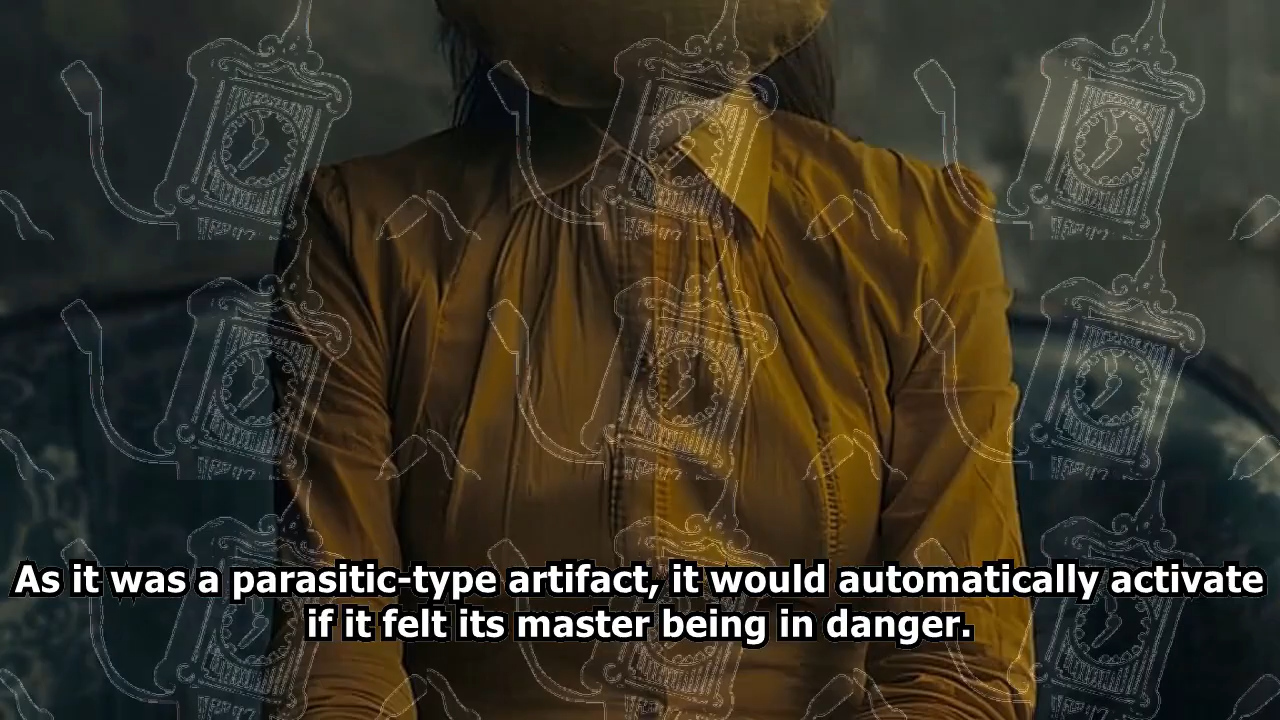 As it was a parasitic-type artifact, it would automatically activate
if it felt its master being in danger.